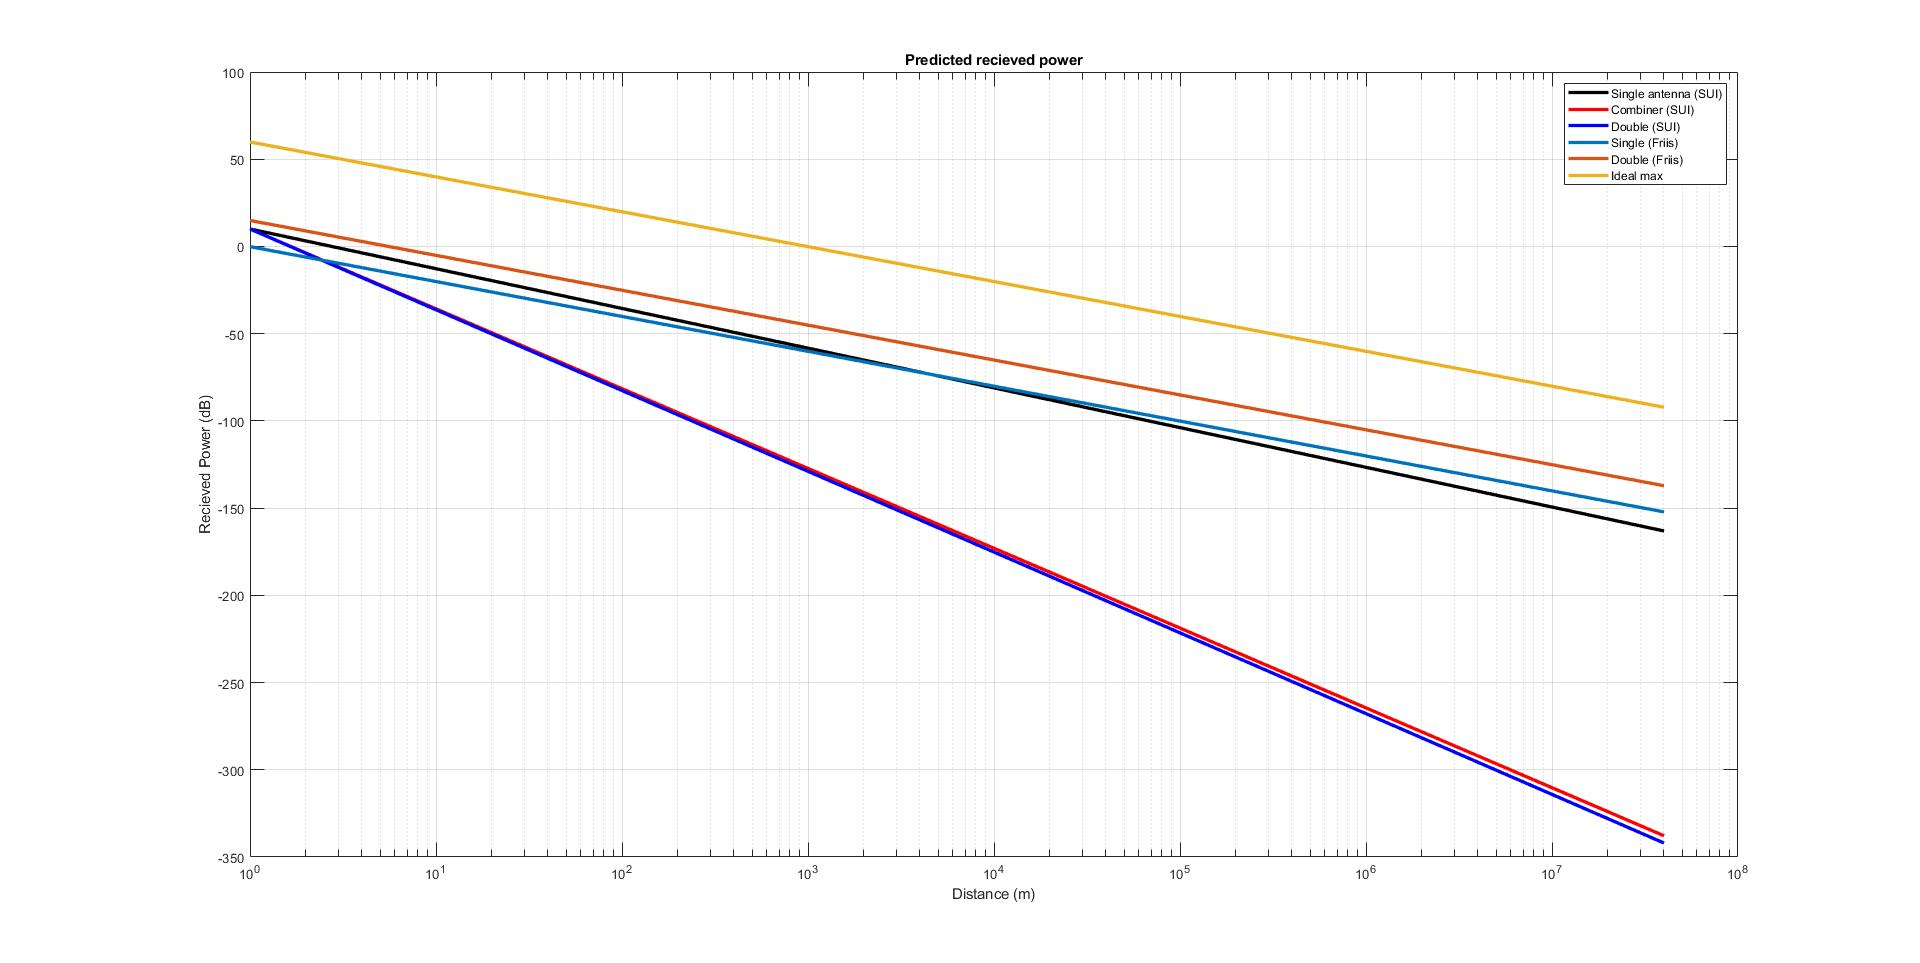 Predicted recieved power
100
50
0
-50
-100
-150
-200
-250
-300
-350
Recieved Power (dB)
10^0 10^1 10^2 10^3 10^4 10^5 10^6 10^7 10^8
Distance (m)
Single antenna (SUI)
Combiner (SUI)
Double (SUI)
Single (Friis)
Double (Friis)
Ideal max